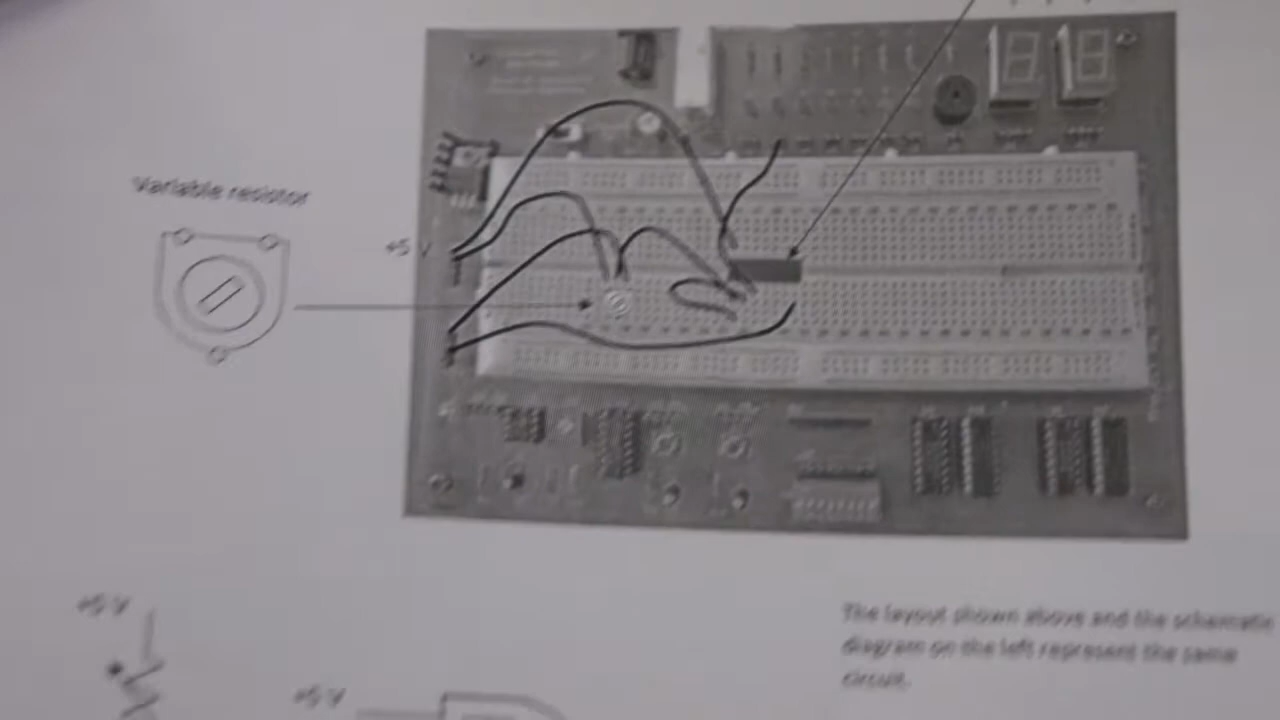 Variable resistor
+5 V
+5 V
+5 V
The layout shown above and the schematic
diagram on the left represent the same
circuit.